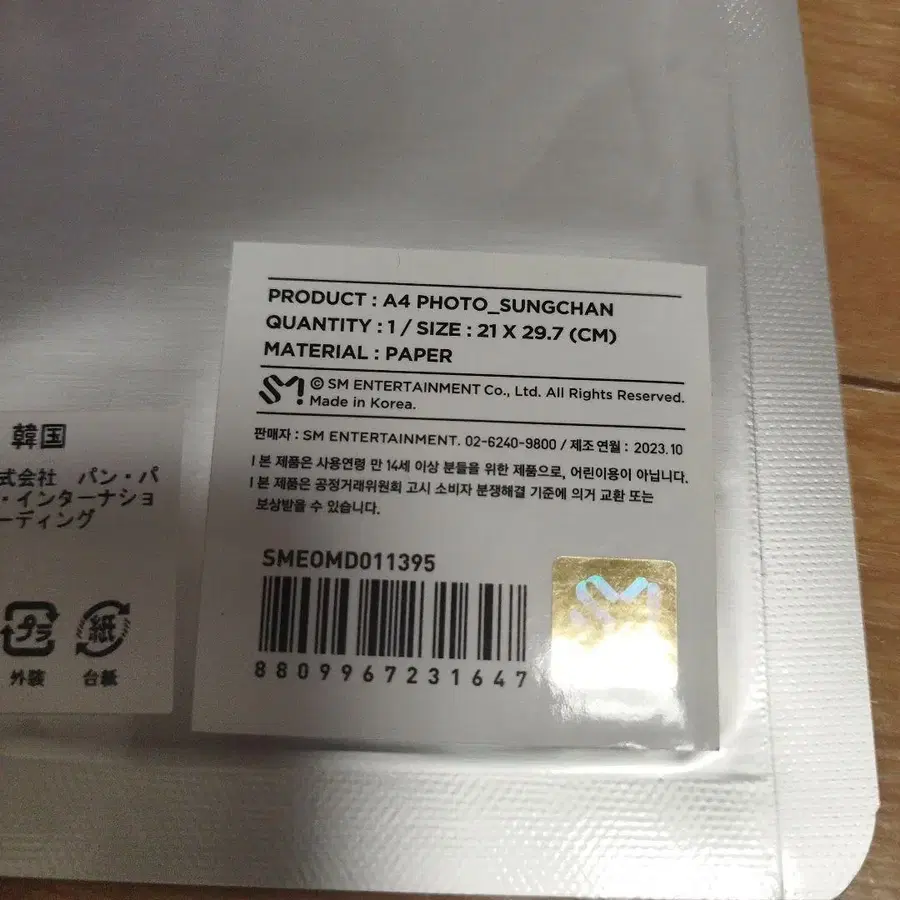 PRODUCT : A4 PHOTO_SUNGCHAN
QUANTITY : 1 / SIZE : 21 X 29.7 (CM)
MATERIAL : PAPER
SM! © SM ENTERTAINMENT Co., Ltd. All Rights Reserved.
Made in Korea.
판매자 : SM ENTERTAINMENT. 02-6240-9800 / 제조 연월 : 2023.10
I 본 제품은 사용연령 만 14세 이상 분들을 위한 제품으로, 어린이용이 아닙니다.
I 본 제품은 공정거래위원회 고시 소비자 분쟁해결 기준에 의거 교환 또는
보상받을 수 있습니다.
SMEOMD011395
8809967231647
SM
韓国
式会社 パン・パ
・インターナショ
ーディング
プラ 紙
外装 台紙